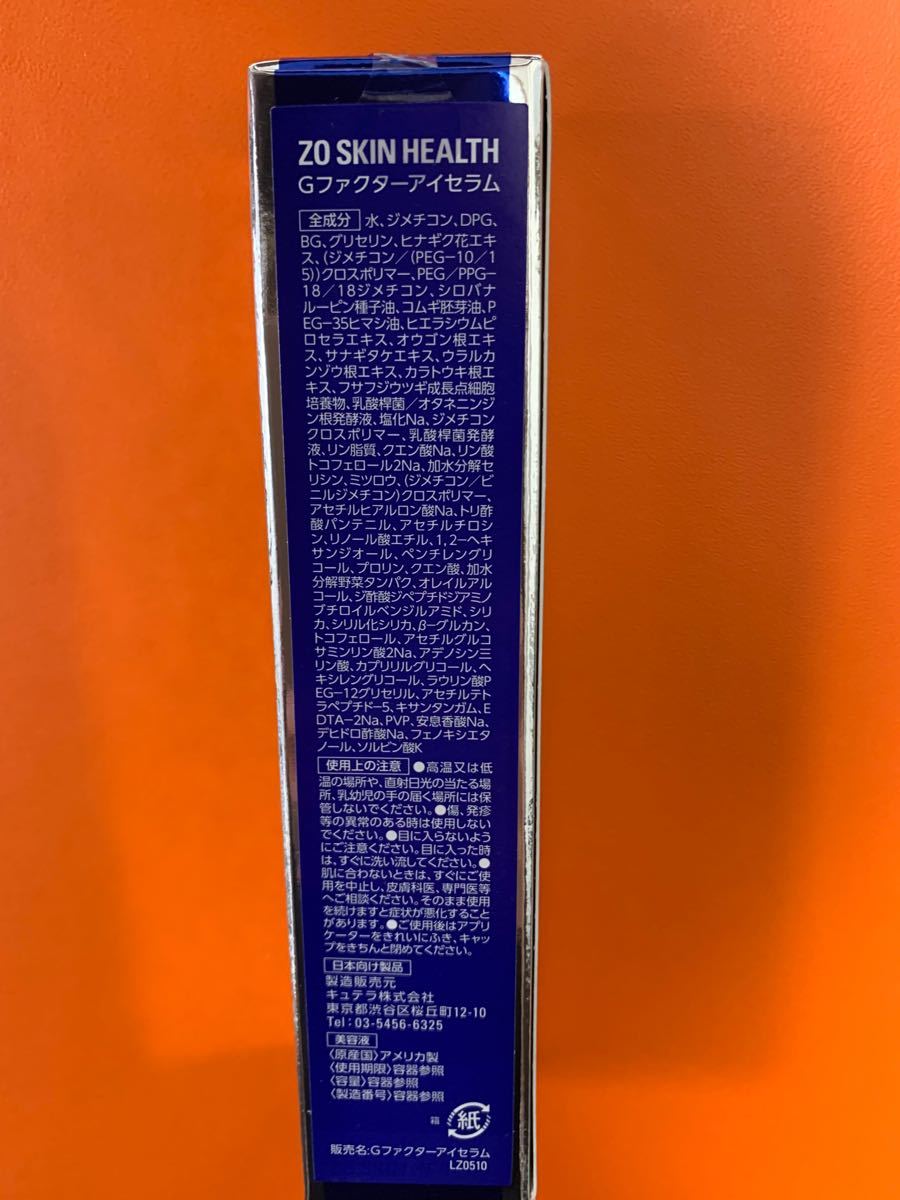 ZO SKIN HEALTH
Gファクターアイセラム
全成分 水、ジメチコン、DPG、
BG、グリセリン、ヒナギク花エキ
ス、(ジメチコン/(PEG-10/1
5))クロスポリマー、PEG/PPG-
18/18ジメチコン、シロバナ
ルーピン種子油、コムギ胚芽油、P
EG-35ヒマシ油、ヒエラシウムピ
ロセラエキス、オウゴン根エキ
ス、サナギタケエキス、ウラルカ
ンゾウ根エキス、カラトウキ根エ
キス、フサフジウツギ成長点細胞
培養物、乳酸桿菌/オタネニンジ
ン根発酵液、塩化Na、ジメチコン
クロスポリマー、乳酸桿菌発酵
液、リン脂質、クエン酸Na、リン酸
トコフェロール2Na、加水分解セ
リシン、ミツロウ、(ジメチコン/ビ
ニルジメチコン)クロスポリマー、
アセチルヒアルロン酸Na、トリ酢
酸パンテニル、アセチルチロシ
ン、リノール酸エチル、1,2-ヘキ
サンジオール、ペンチレングリ
コール、プロリン、クエン酸、加水
分解野菜タンパク、オレイルアル
コール、ジ酢酸ジペプチドジアミノ
ブチロイルベンジルアミド、シリ
カ、シリル化シリカ、β-グルカン、
トコフェロール、アセチルグルコ
サミンリン酸2Na、アデノシン三
リン酸、カプリリルグリコール、ヘ
キシレングリコール、ラウリン酸P
EG-12グリセリル、アセチルテト
ラペプチド-5、キサンタンガム、E
DTA-2Na、PVP、安息香酸Na、
デヒドロ酢酸Na、フェノキシエタ
ノール、ソルビン酸K
使用上の注意 ●高温又は低
温の場所や、直射日光の当たる場
所、乳幼児の手の届く場所には保
管しないでください。●傷、発疹
等の異常のある時は使用しない
でください。●目に入らないよう
にご注意ください。目に入った時
は、すぐに洗い流してください。●
肌に合わないときは、すぐにご使
用を中止し、皮膚科医、専門医等
へご相談ください。そのまま使用
を続けますと症状が悪化すること
があります。●ご使用後はアプリ
ケーターをきれいにふき、キャッ
プをきちんと閉めてください。
日本向け製品
製造販売元
キュテラ株式会社
東京都渋谷区桜丘町12-10
Tel:03-5456-6325
美容液
〈原産国〉アメリカ製
〈使用期限〉容器参照
〈容量〉容器参照
〈製造番号〉容器参照
箱 紙
販売名:Gファクターアイセラム
LZ0510